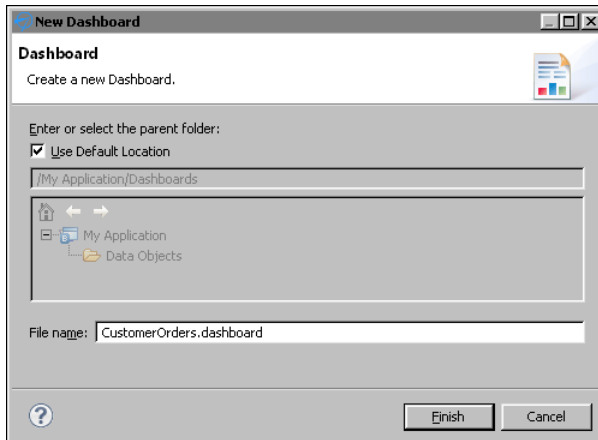 New Dashboard
Dashboard
Create a new Dashboard.
Enter or select the parent folder:
Use Default Location
/My Application/Dashboards
My Application
Data Objects
File name: CustomerOrders.dashboard
?
Finish Cancel